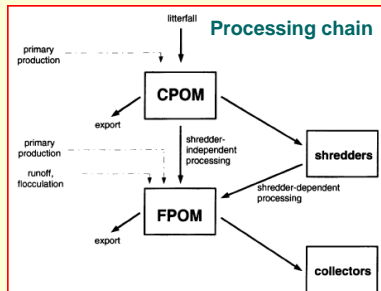 litterfall
Processing chain
primary
production
CPOM
export
shredder-
independent
processing
primary
production
shredders
runoff,
flocculation
shredder-dependent
processing
FPOM
export
collectors